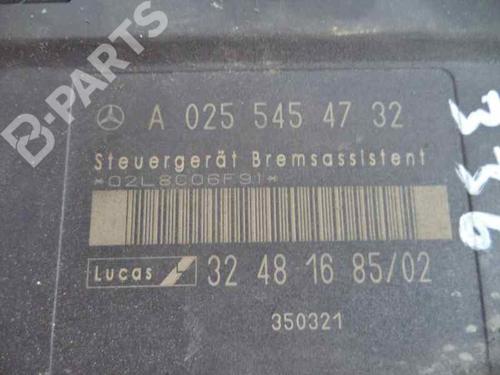 B-PARTS
A 025 545 47 32
Steuergerät Bremsassistent
*02L8C06F91*
Lucas 32 48 16 85/02
350321